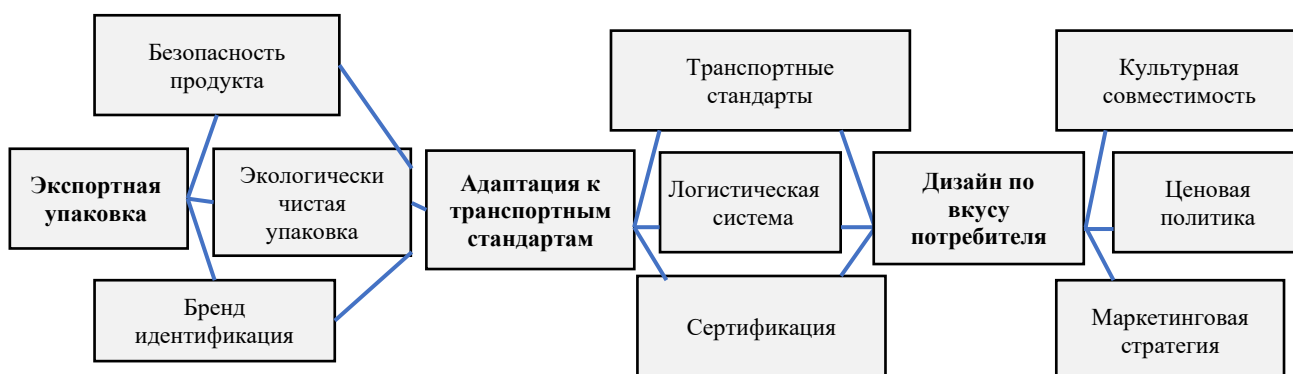 Безопасность
продукта
Транспортные
стандарты
Культурная
совместимость
Экспортная
упаковка
Экологически
чистая
упаковка
Адаптация к
транспортным
стандартам
Логистическая
система
Дизайн по
вкусу
потребителя
Ценовая
политика
Бренд
идентификация
Сертификация
Маркетинговая
стратегия